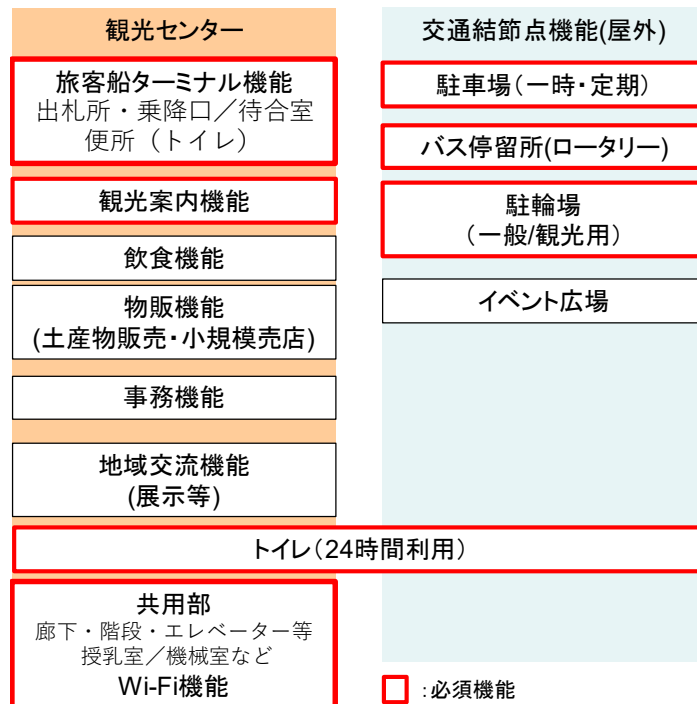 観光センター
旅客船ターミナル機能
出札所・乗降口／待合室
便所（トイレ）
観光案内機能
飲食機能
物販機能
(土産物販売・小規模売店)
事務機能
地域交流機能
(展示等)
交通結節点機能(屋外)
駐車場（一時・定期）
バス停留所(ロータリー)
駐輪場
（一般/観光用）
イベント広場
トイレ（24時間利用）
共用部
廊下・階段・エレベーター等
授乳室／機械室など
Wi-Fi機能
：必須機能